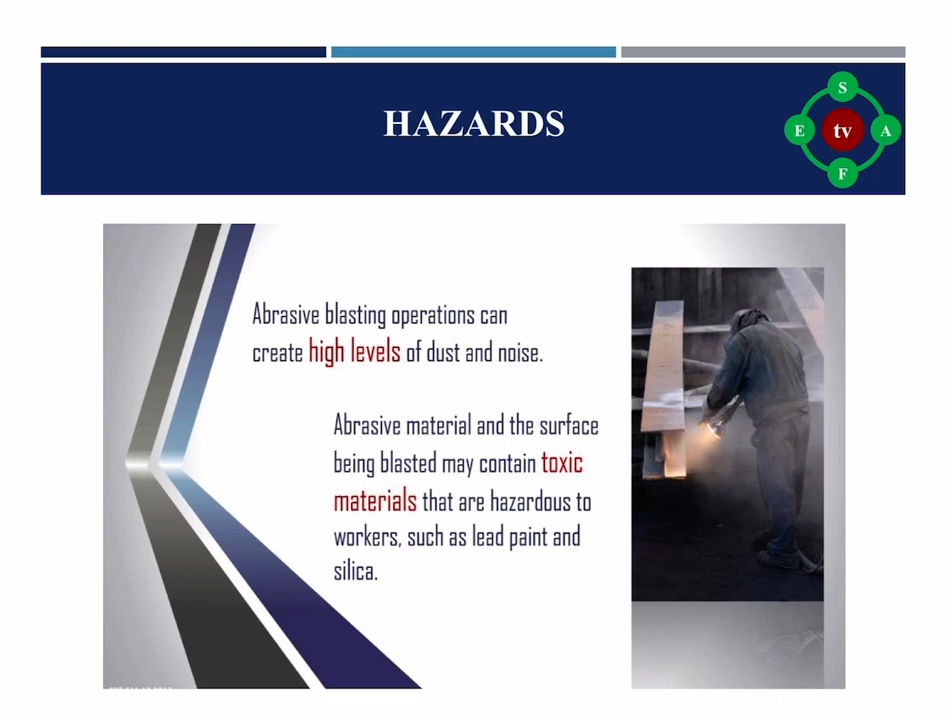 HAZARDS
S
E tv A
F
Abrasive blasting operations can
create high levels of dust and noise.
Abrasive material and the surface
being blasted may contain toxic
materials that are hazardous to
workers, such as lead paint and
silica.